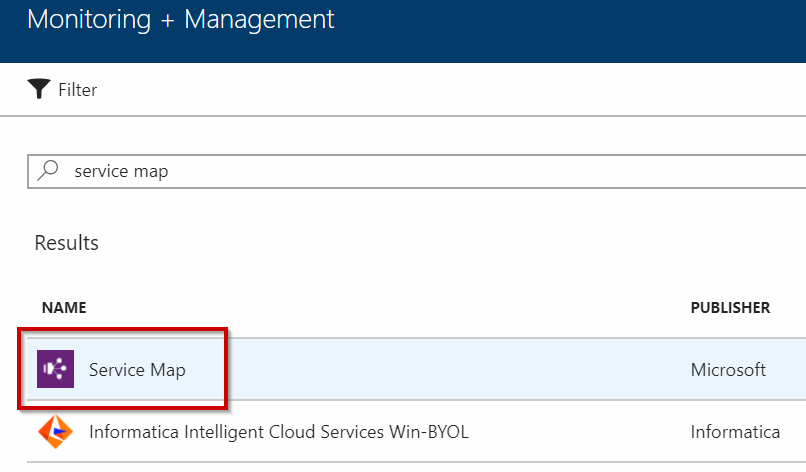 Monitoring + Management
Filter
service map
Results
NAME PUBLISHER
Service Map Microsoft
Informatica Intelligent Cloud Services Win-BYOL Informatica